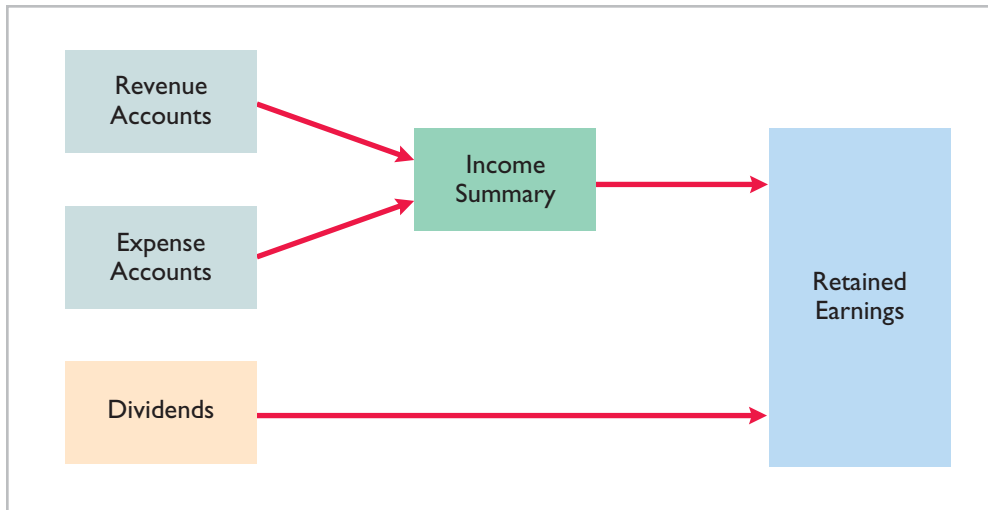 Revenue
Accounts
Income
Summary
Expense
Accounts
Retained
Earnings
Dividends